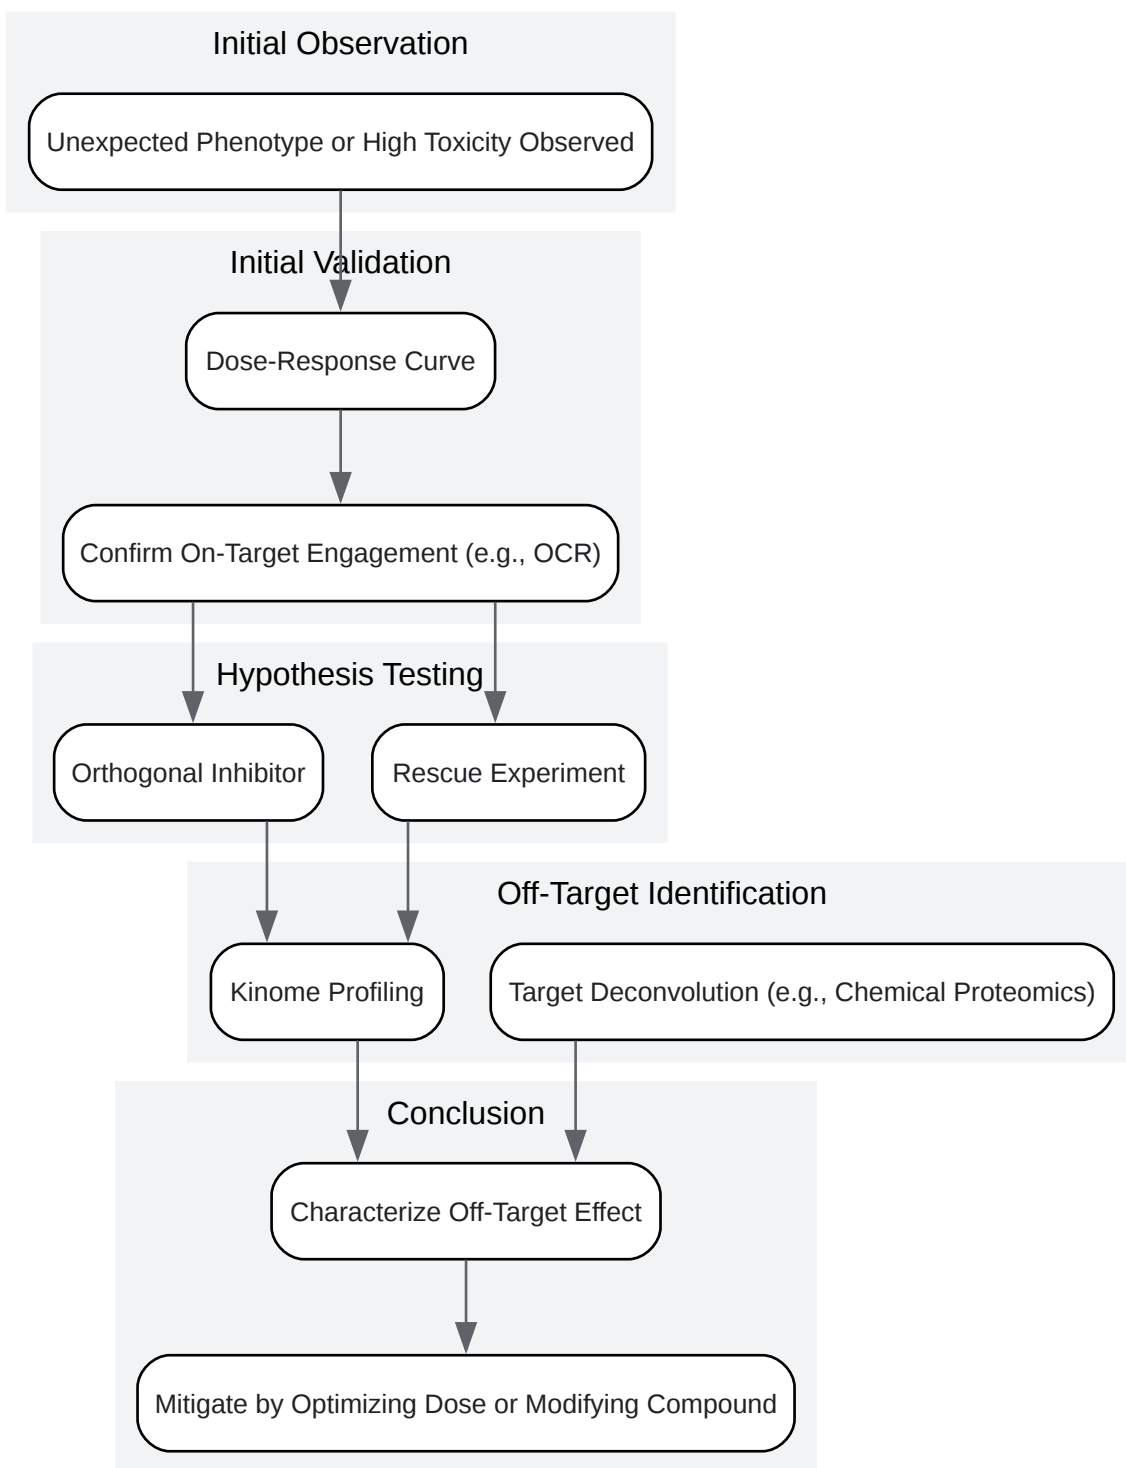 Initial Observation
Unexpected Phenotype or High Toxicity Observed
Initial Validation
Dose-Response Curve
Confirm On-Target Engagement (e.g., OCR)
Hypothesis Testing
Orthogonal Inhibitor
Rescue Experiment
Off-Target Identification
Kinome Profiling
Target Deconvolution (e.g., Chemical Proteomics)
Conclusion
Characterize Off-Target Effect
Mitigate by Optimizing Dose or Modifying Compound